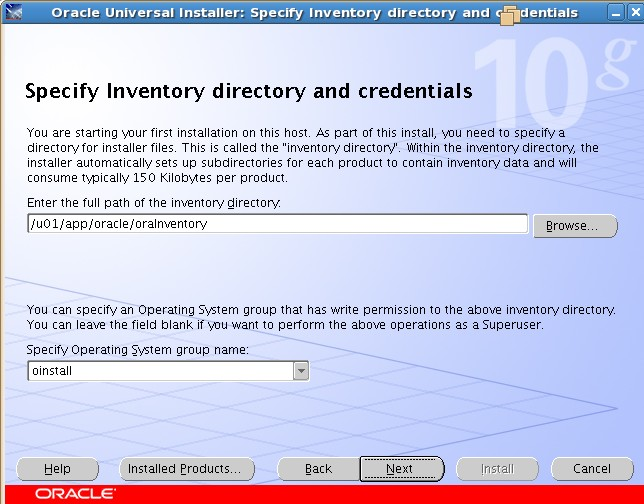 Oracle Universal Installer: Specify Inventory directory and credentials
10g
Specify Inventory directory and credentials
You are starting your first installation on this host. As part of this install, you need to specify a
directory for installer files. This is called the "inventory directory". Within the inventory directory, the
installer automatically sets up subdirectories for each product to contain inventory data and will
consume typically 150 Kilobytes per product.
Enter the full path of the inventory directory:
/u01/app/oracle/oraInventory
Browse...
You can specify an Operating System group that has write permission to the above inventory directory.
You can leave the field blank if you want to perform the above operations as a Superuser.
Specify Operating System group name:
oinstall
Help Installed Products... Back Next Install Cancel
ORACLE